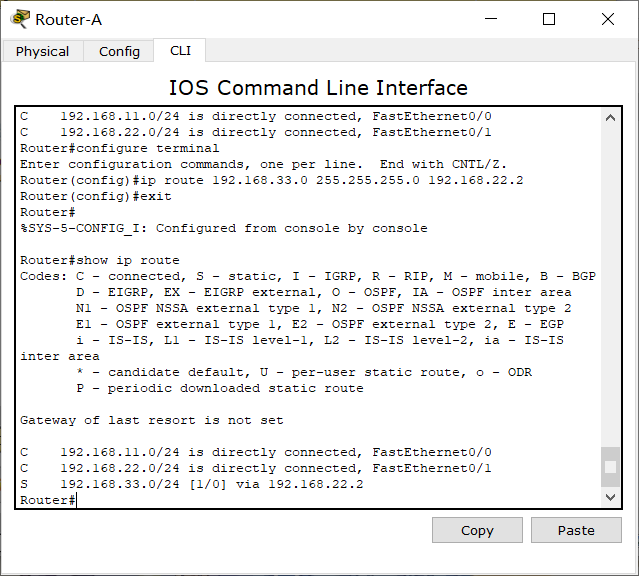 Router-A
Physical Config CLI
IOS Command Line Interface
C    192.168.11.0/24 is directly connected, FastEthernet0/0
C    192.168.22.0/24 is directly connected, FastEthernet0/1
Router#configure terminal
Enter configuration commands, one per line.  End with CNTL/Z.
Router(config)#ip route 192.168.33.0 255.255.255.0 192.168.22.2
Router(config)#exit
Router#
%SYS-5-CONFIG_I: Configured from console by console
Router#show ip route
Codes: C - connected, S - static, I - IGRP, R - RIP, M - mobile, B - BGP
       D - EIGRP, EX - EIGRP external, O - OSPF, IA - OSPF inter area
       N1 - OSPF NSSA external type 1, N2 - OSPF NSSA external type 2
       E1 - OSPF external type 1, E2 - OSPF external type 2, E - EGP
       i - IS-IS, L1 - IS-IS level-1, L2 - IS-IS level-2, ia - IS-IS
inter area
       * - candidate default, U - per-user static route, o - ODR
       P - periodic downloaded static route
Gateway of last resort is not set
C    192.168.11.0/24 is directly connected, FastEthernet0/0
C    192.168.22.0/24 is directly connected, FastEthernet0/1
S    192.168.33.0/24 [1/0] via 192.168.22.2
Router#
Copy Paste